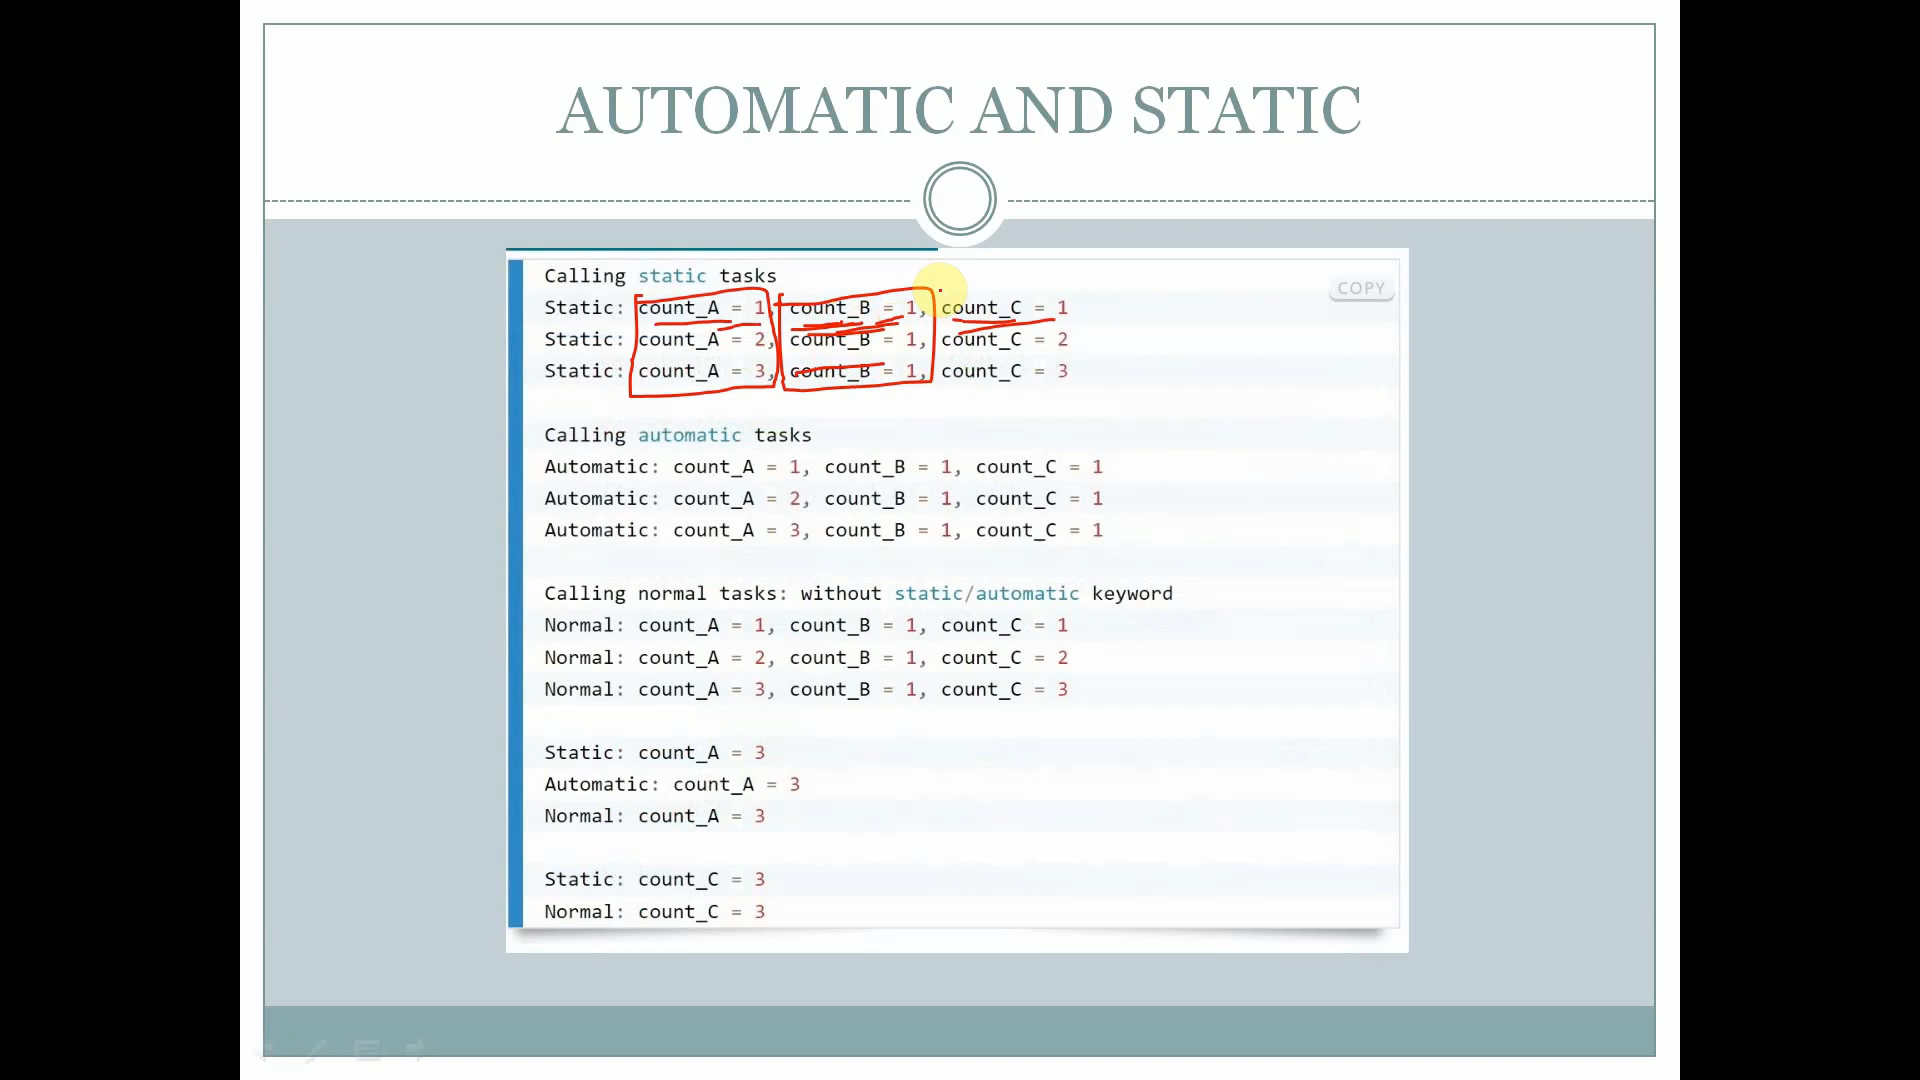 AUTOMATIC AND STATIC
COPY
Calling static tasks
Static: count_A = 1, count_B = 1, count_C = 1
Static: count_A = 2, count_B = 1, count_C = 2
Static: count_A = 3, count_B = 1, count_C = 3
Calling automatic tasks
Automatic: count_A = 1, count_B = 1, count_C = 1
Automatic: count_A = 2, count_B = 1, count_C = 1
Automatic: count_A = 3, count_B = 1, count_C = 1
Calling normal tasks: without static/automatic keyword
Normal: count_A = 1, count_B = 1, count_C = 1
Normal: count_A = 2, count_B = 1, count_C = 2
Normal: count_A = 3, count_B = 1, count_C = 3
Static: count_A = 3
Automatic: count_A = 3
Normal: count_A = 3
Static: count_C = 3
Normal: count_C = 3